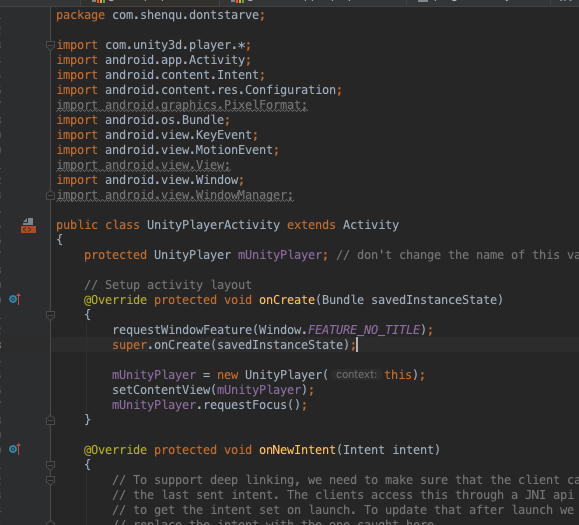 package com.shenqu.dontstarve;
import com.unity3d.player.*;
import android.app.Activity;
import android.content.Intent;
import android.content.res.Configuration;
import android.graphics.PixelFormat;
import android.os.Bundle;
import android.view.KeyEvent;
import android.view.MotionEvent;
import android.view.View;
import android.view.Window;
import android.view.WindowManager;
public class UnityPlayerActivity extends Activity
{
protected UnityPlayer mUnityPlayer; // don't change the name of this va
// Setup activity layout
@Override protected void onCreate(Bundle savedInstanceState)
{
requestWindowFeature(Window.FEATURE_NO_TITLE);
super.onCreate(savedInstanceState);
mUnityPlayer = new UnityPlayer( context: this);
setContentView(mUnityPlayer);
mUnityPlayer.requestFocus();
}
@Override protected void onNewIntent(Intent intent)
{
// To support deep linking, we need to make sure that the client ca
// the last sent intent. The clients access this through a JNI api
// to get the intent set on launch. To update that after launch we
// replace the intent with the one caught here